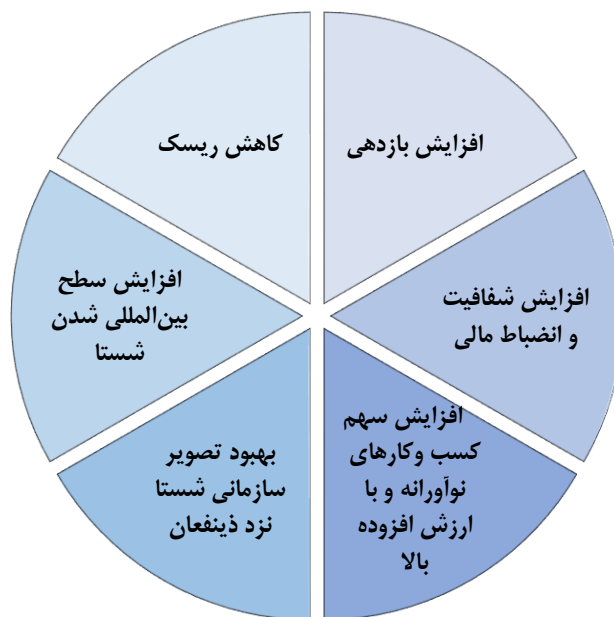 افزایش بازدهی
افزایش شفافیت
و انضباط مالی
افزایش سهم
کسب وکارهای
نوآورانه و با
ارزش افزوده
بالا
بهبود تصویر
سازمانی شستا
نزد ذینفعان
افزایش سطح
بین‌المللی شدن
شستا
کاهش ریسک